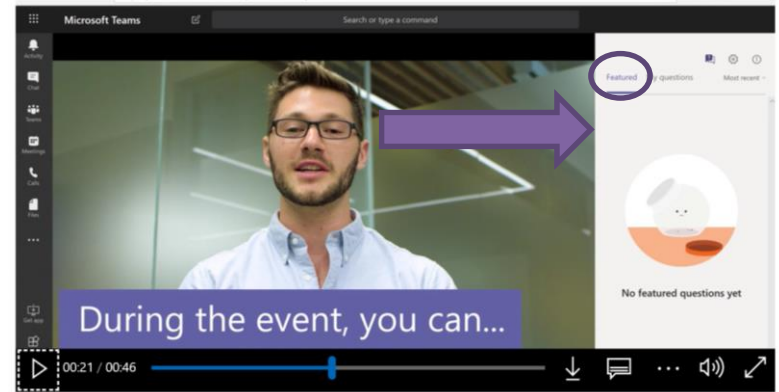 Microsoft Teams
Search or type a command
Activity
Chat
Teams
Meetings
Calls
Files
Get app
Featured
y questions
Most recent
No featured questions yet
During the event, you can...
00:21 / 00:46